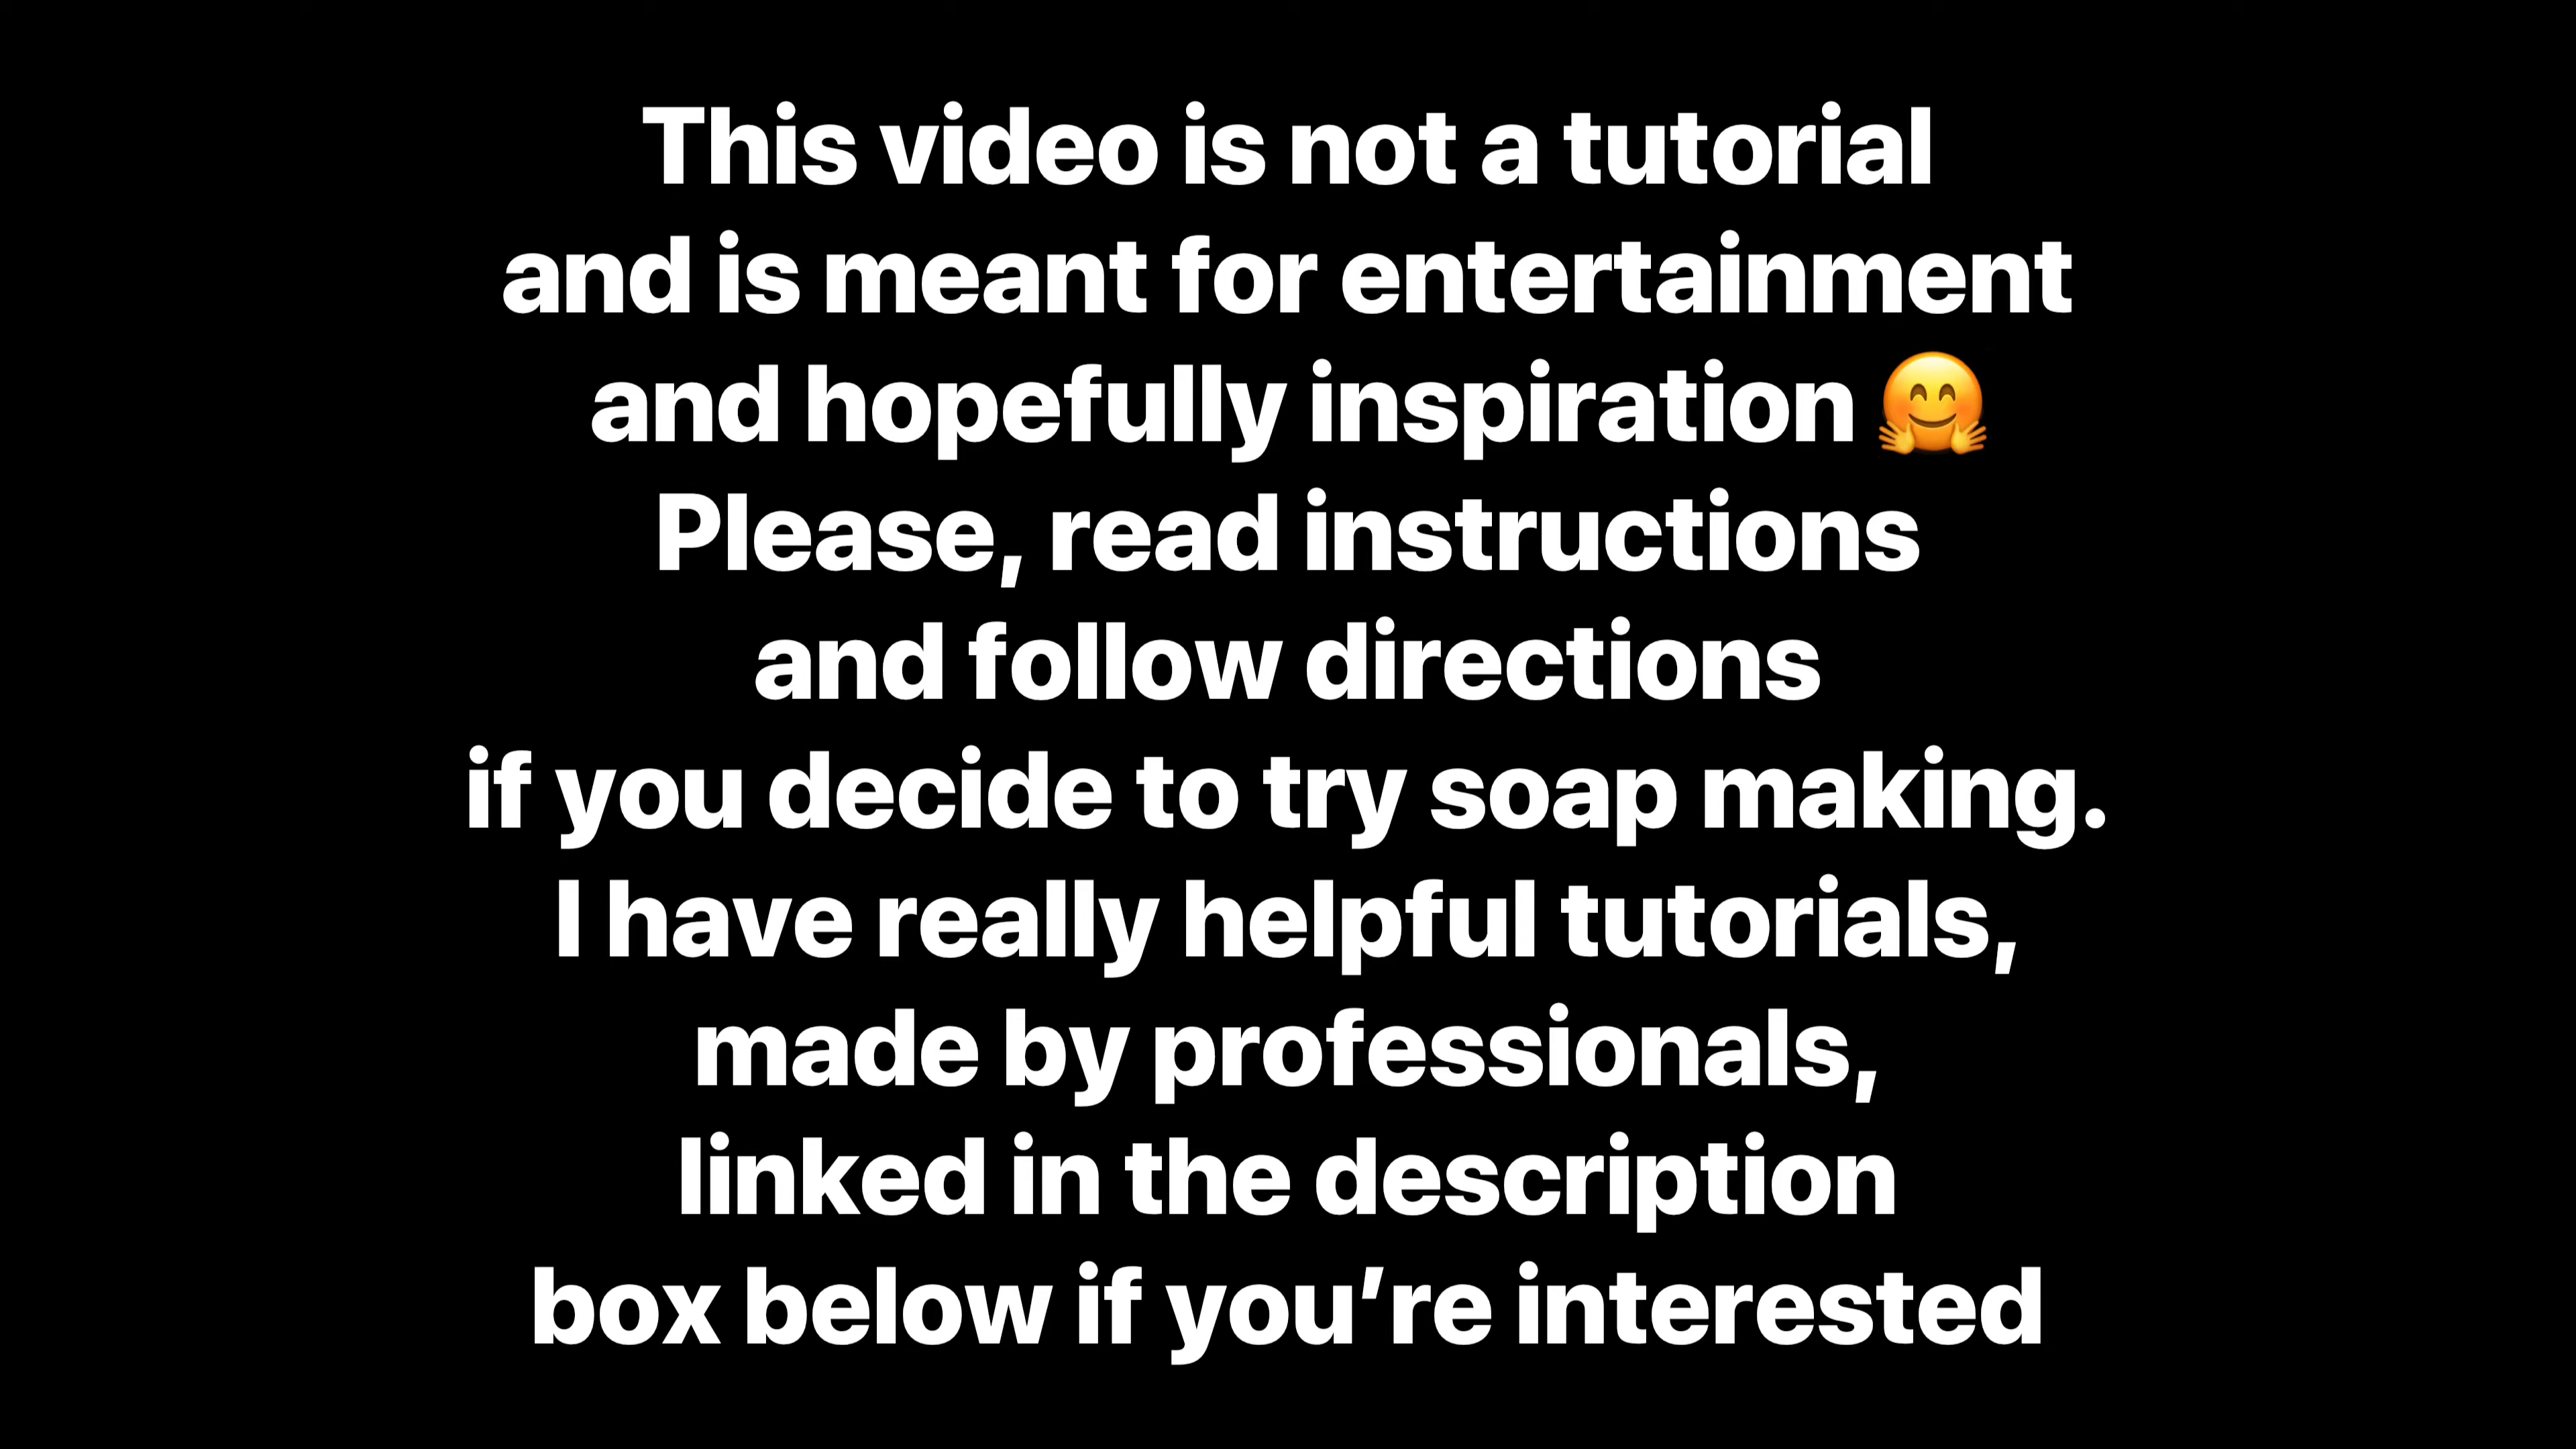 This video is not a tutorial
and is meant for entertainment
and hopefully inspiration 🤗
Please, read instructions
and follow directions
if you decide to try soap making.
I have really helpful tutorials,
made by professionals,
linked in the description
box below if you’re interested